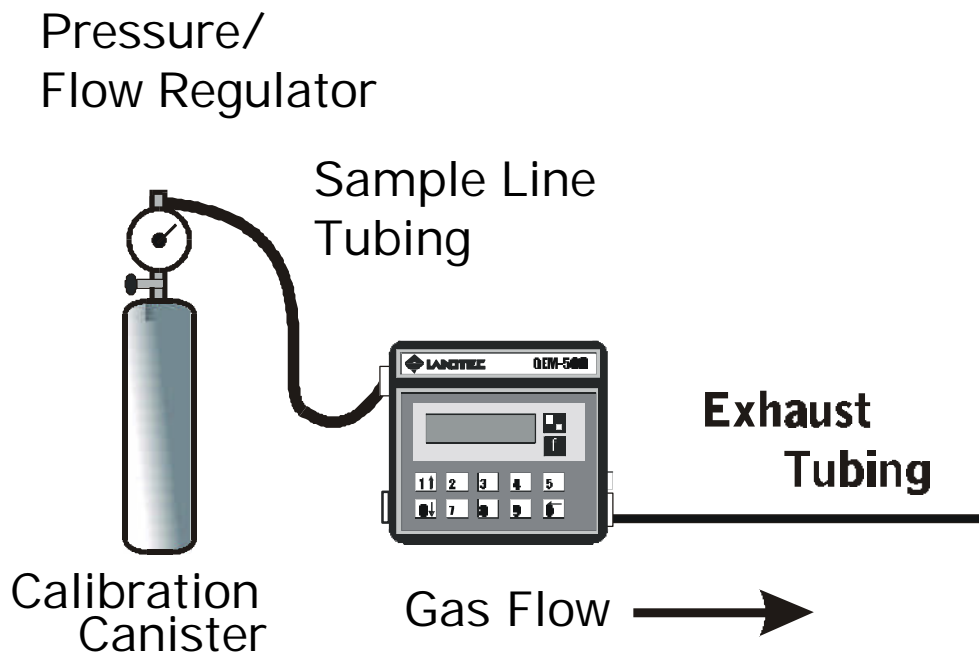 Pressure/
Flow Regulator
Sample Line
Tubing
Exhaust
Tubing
1 2 3 4 5
7 8 9
Calibration
Canister
Gas Flow